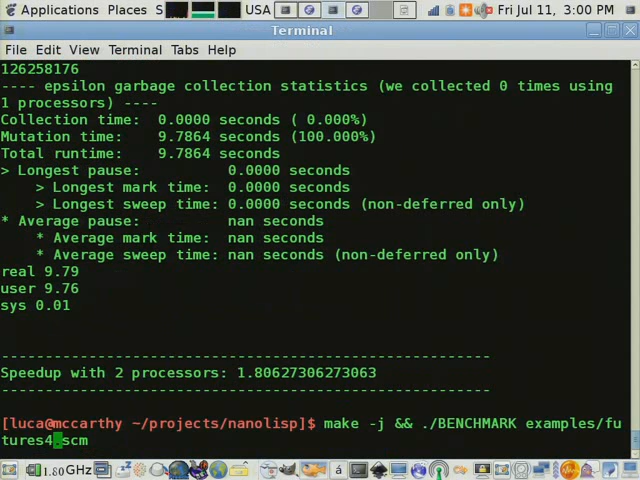 Applications Places S USA Fri Jul 11, 3:00 PM
Terminal
File Edit View Terminal Tabs Help
126258176
---- epsilon garbage collection statistics (we collected 0 times using
1 processors) ----
Collection time:  0.0000 seconds ( 0.000%)
Mutation time:    9.7864 seconds (100.000%)
Total runtime:    9.7864 seconds
> Longest pause:            0.0000 seconds
    > Longest mark time:  0.0000 seconds
    > Longest sweep time: 0.0000 seconds (non-deferred only)
* Average pause:            nan seconds
    * Average mark time:  nan seconds
    * Average sweep time: nan seconds (non-deferred only)
real 9.79
user 9.76
sys 0.01
--------------------------------------------------------
Speedup with 2 processors: 1.80627306273063
--------------------------------------------------------
[luca@mccarthy ~/projects/nanolisp]$ make -j && ./BENCHMARK examples/fu
tures4.scm
1.80GHz á